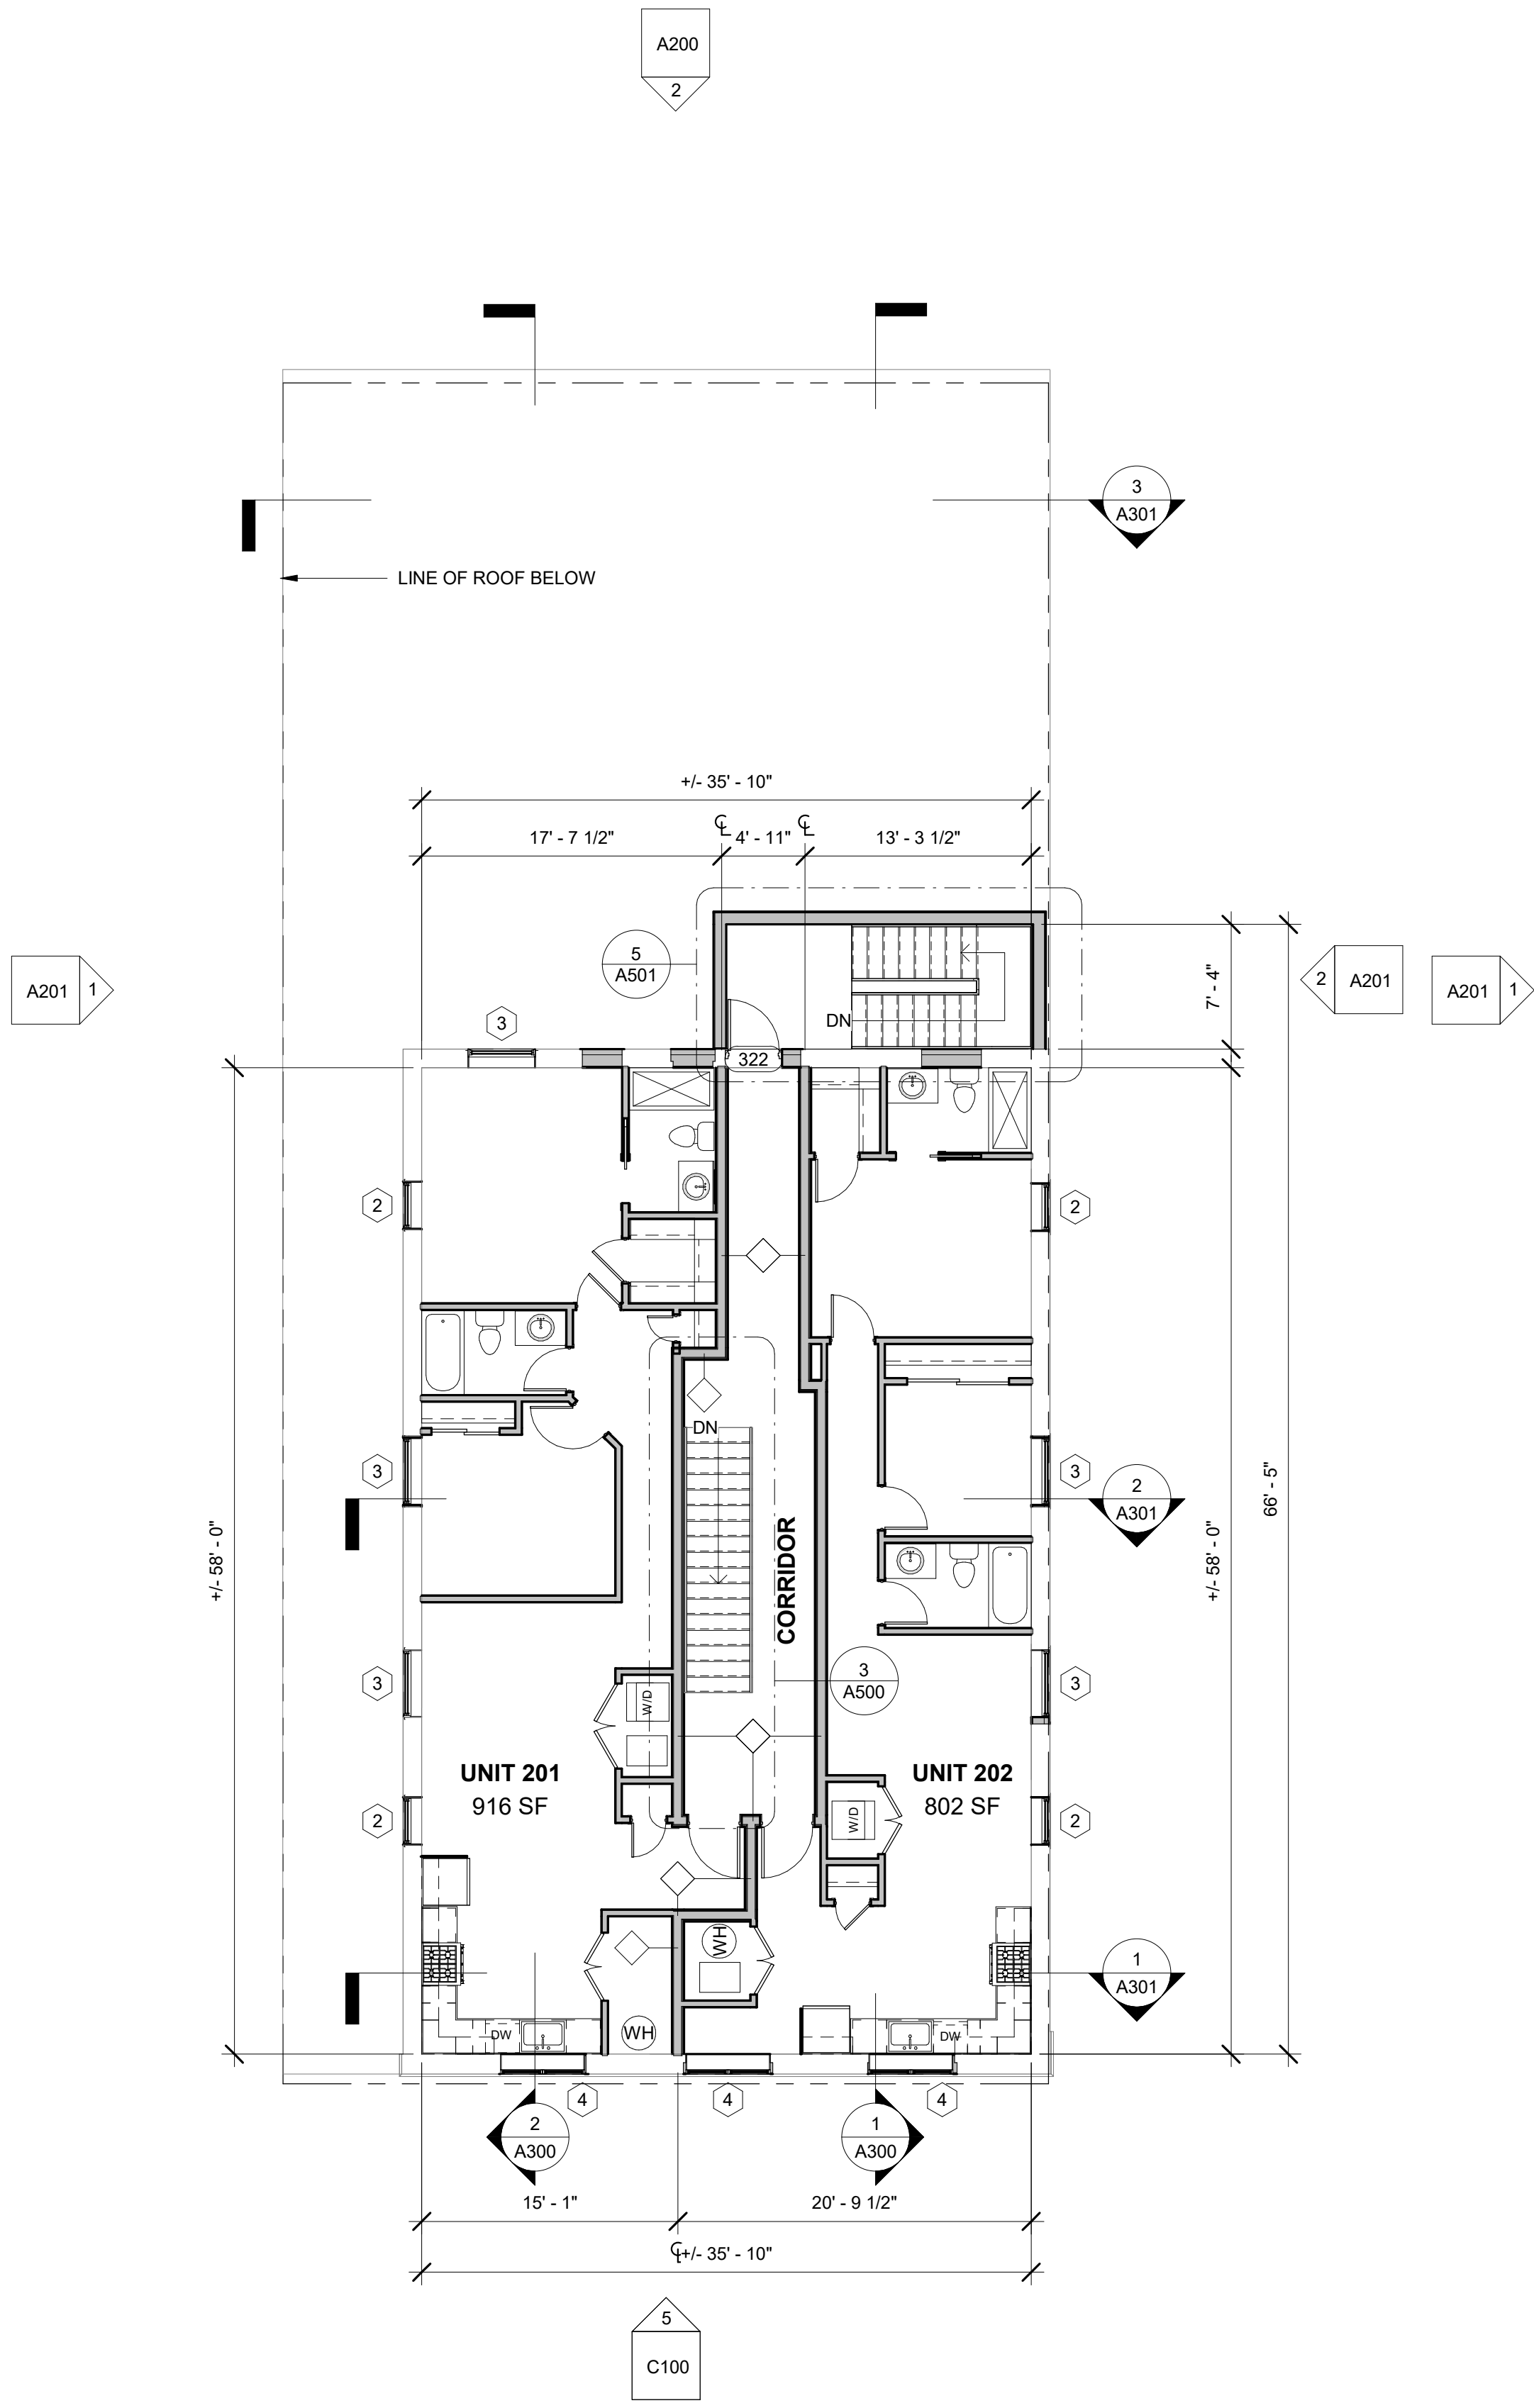 A200
2
3
A301
LINE OF ROOF BELOW
+/- 35' - 10"
17' - 7 1/2"
℄
4' - 11"
℄
13' - 3 1/2"
5
A501
A201
1
2
A201
A201
1
7' - 4"
DN
3
322
2
2
DN
3
3
2
A301
66' - 5"
+/- 58' - 0"
+/- 58' - 0"
CORRIDOR
3
3
3
A500
W/D
UNIT 201
916 SF
UNIT 202
802 SF
W/D
2
2
WH
1
A301
WH
DW
DW
4
4
4
2
A300
1
A300
15' - 1"
20' - 9 1/2"
℄
+/- 35' - 10"
5
C100